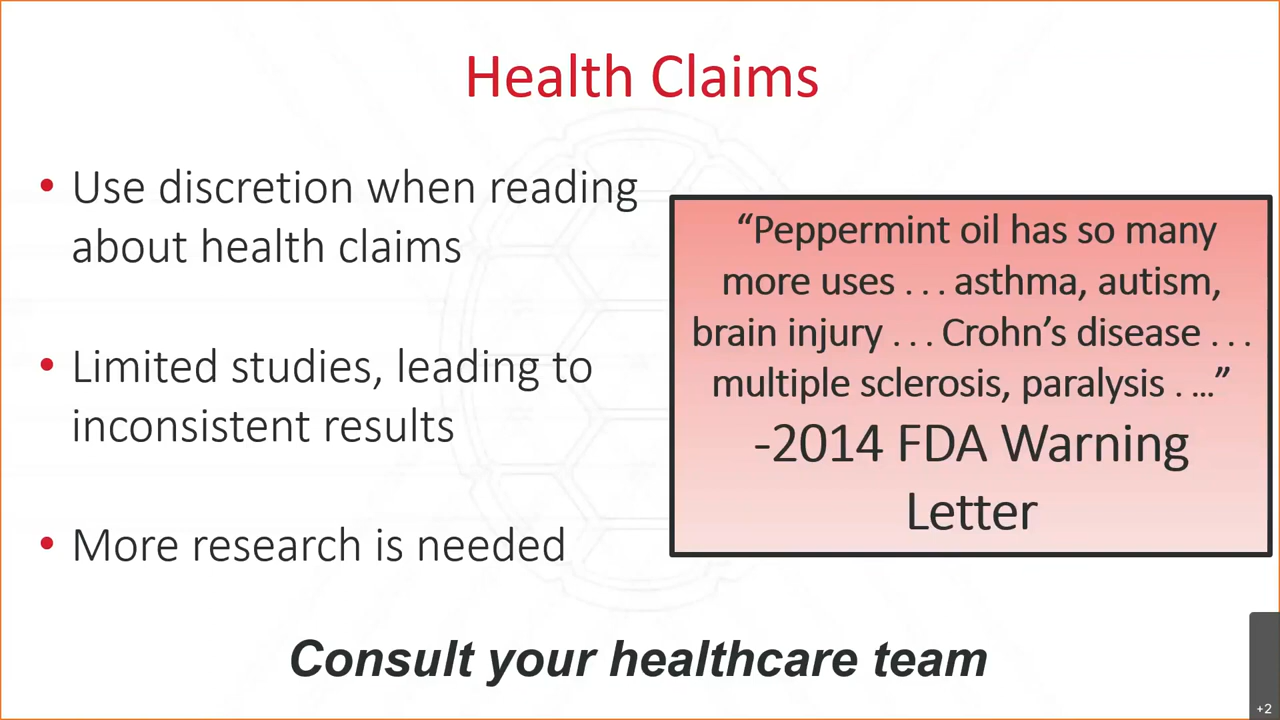 Health Claims
• Use discretion when reading
about health claims
• Limited studies, leading to
inconsistent results
• More research is needed
“Peppermint oil has so many
more uses . . . asthma, autism,
brain injury . . . Crohn’s disease . . .
multiple sclerosis, paralysis . …”
-2014 FDA Warning
Letter
Consult your healthcare team
+2